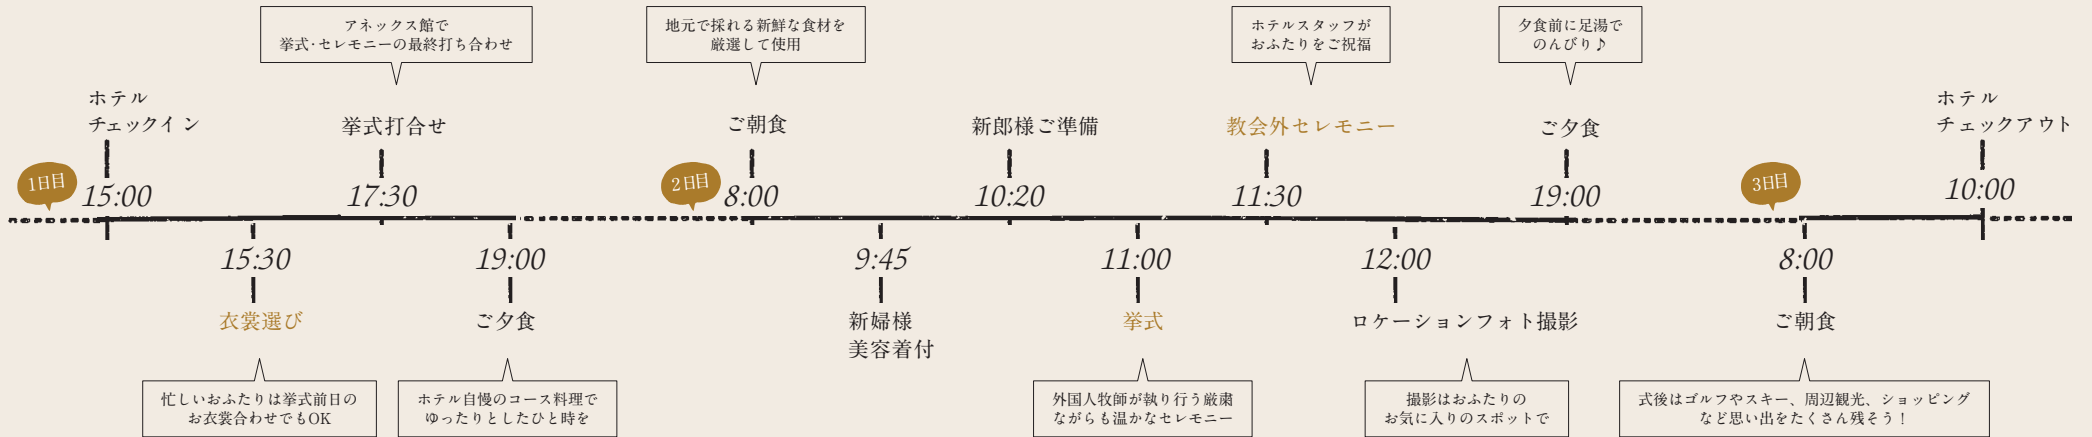 1日目
ホテル
チェックイン
15:00
15:30
衣裳選び
忙しいおふたりは挙式前日の
お衣裳合わせでもOK
アネックス館で
挙式・セレモニーの最終打ち合わせ
挙式打合せ
17:30
19:00
ご夕食
ホテル自慢のコース料理で
ゆったりとしたひと時を
2日目
地元で採れる新鮮な食材を
厳選して使用
ご朝食
8:00
9:45
新婦様
美容着付
新郎様ご準備
10:20
11:00
挙式
外国人牧師が執り行う厳粛
ながらも温かなセレモニー
ホテルスタッフが
おふたりをご祝福
教会外セレモニー
11:30
12:00
ロケーションフォト撮影
撮影はおふたりの
お気に入りのスポットで
夕食前に足湯で
のんびり♪
ご夕食
19:00
3日目
8:00
ご朝食
式後はゴルフやスキー、周辺観光、ショッピング
など思い出をたくさん残そう！
ホテル
チェックアウト
10:00